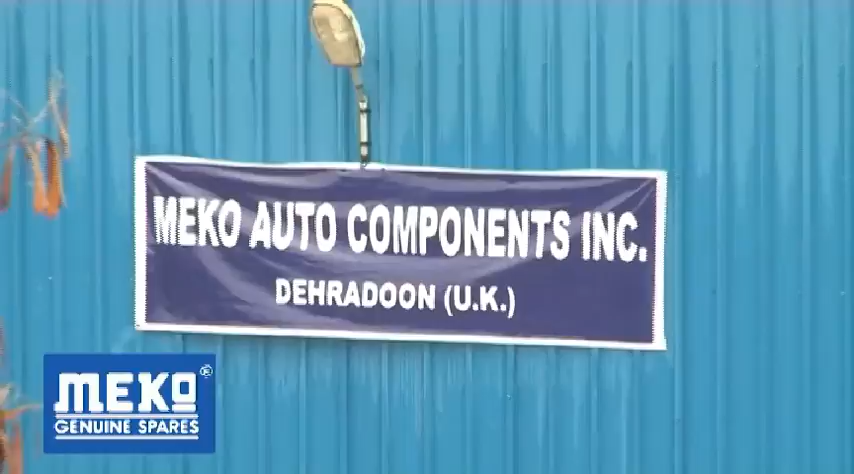 MEKO AUTO COMPONENTS INC.
DEHRADOON (U.K.)
MEKO ®
GENUINE SPARES